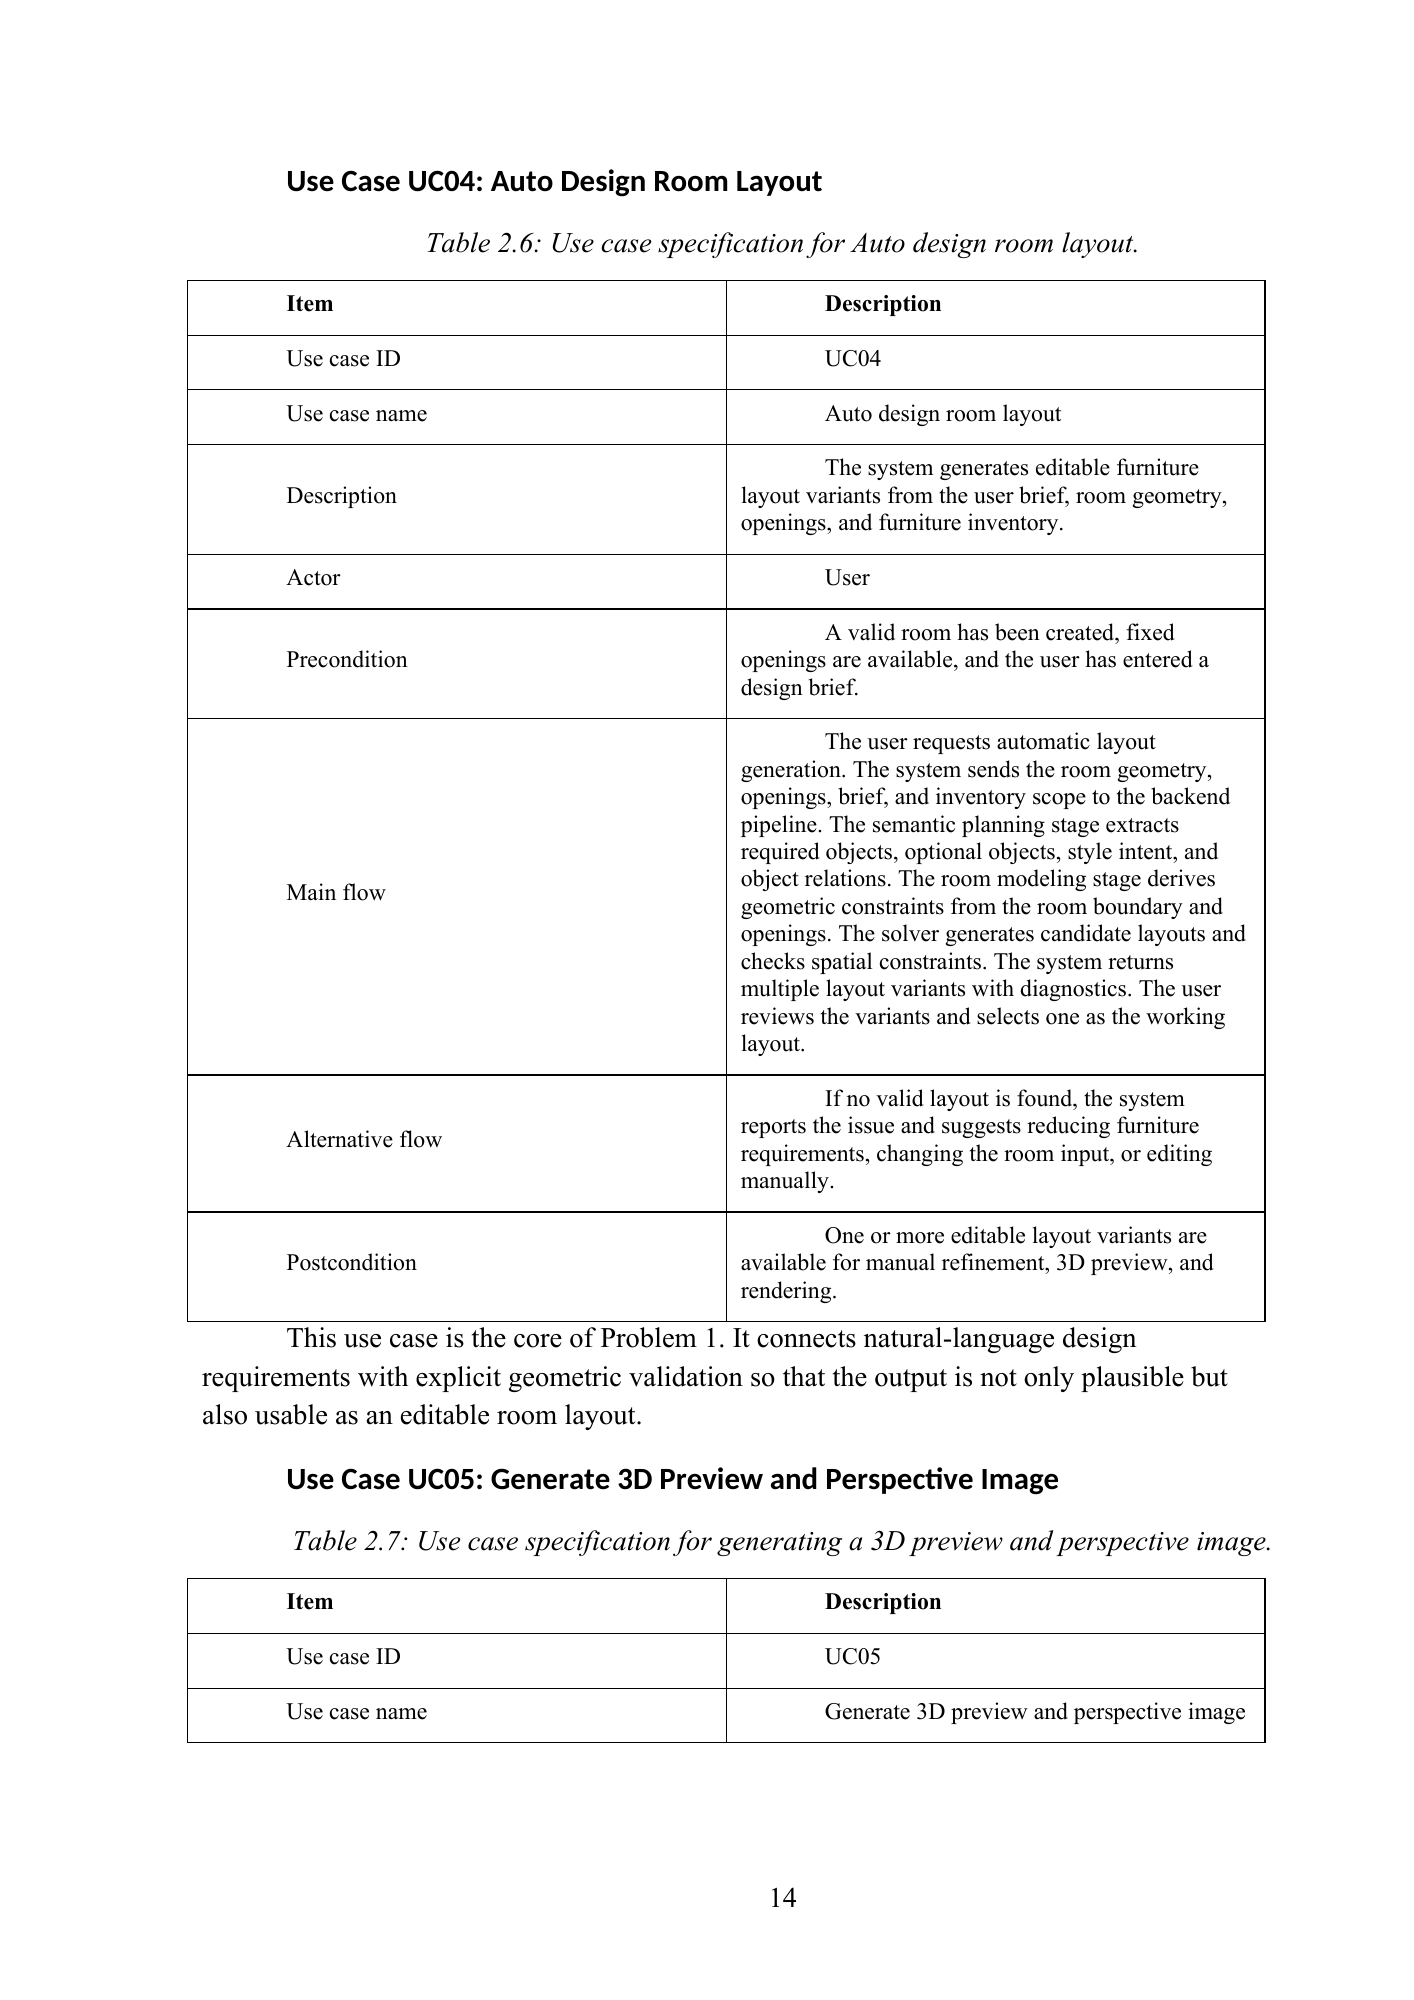 Use Case UC04: Auto Design Room Layout
Table 2.6: Use case specification for Auto design room layout.
Item
Description
Use case ID
UC04
Use case name
Auto design room layout
Description
The system generates editable furniture
layout variants from the user brief, room geometry,
openings, and furniture inventory.
Actor
User
Precondition
A valid room has been created, fixed
openings are available, and the user has entered a
design brief.
Main flow
The user requests automatic layout
generation. The system sends the room geometry,
openings, brief, and inventory scope to the backend
pipeline. The semantic planning stage extracts
required objects, optional objects, style intent, and
object relations. The room modeling stage derives
geometric constraints from the room boundary and
openings. The solver generates candidate layouts and
checks spatial constraints. The system returns
multiple layout variants with diagnostics. The user
reviews the variants and selects one as the working
layout.
Alternative flow
If no valid layout is found, the system
reports the issue and suggests reducing furniture
requirements, changing the room input, or editing
manually.
Postcondition
One or more editable layout variants are
available for manual refinement, 3D preview, and
rendering.
This use case is the core of Problem 1. It connects natural-language design
requirements with explicit geometric validation so that the output is not only plausible but
also usable as an editable room layout.
Use Case UC05: Generate 3D Preview and Perspective Image
Table 2.7: Use case specification for generating a 3D preview and perspective image.
Item
Description
Use case ID
UC05
Use case name
Generate 3D preview and perspective image
14